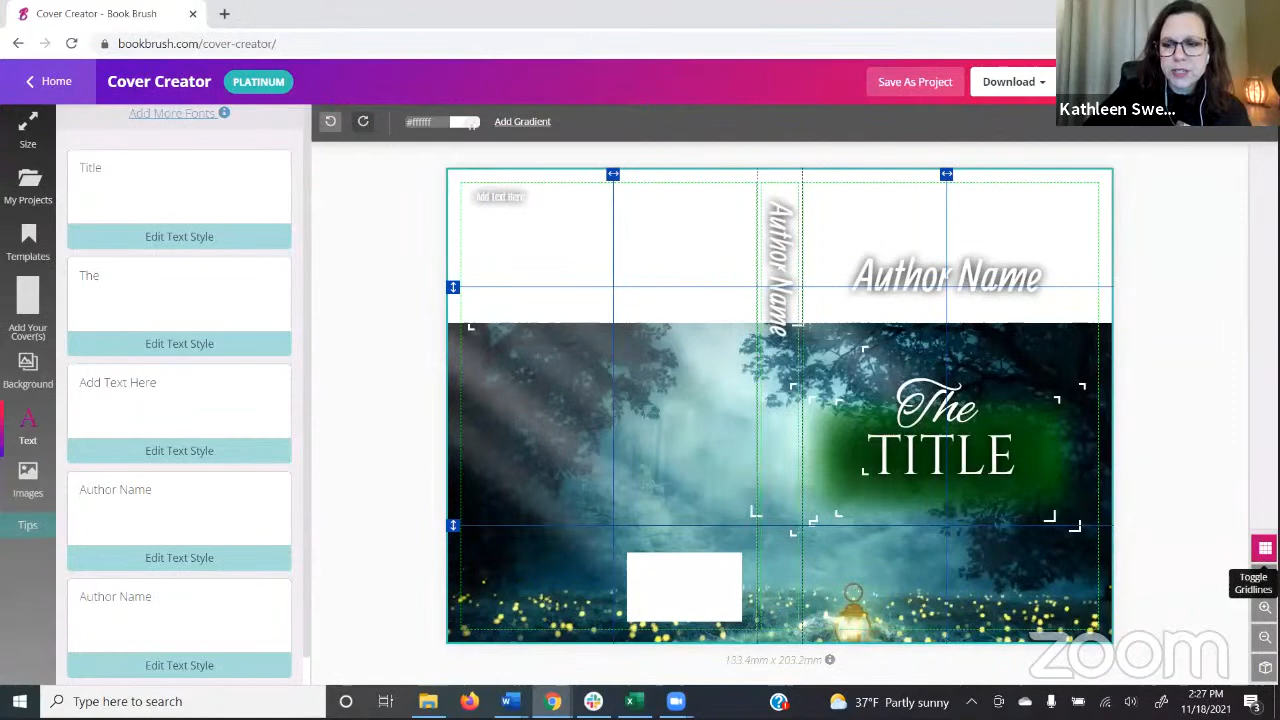 Cover Creator - Book Brush
bookbrush.com/cover-creator/
Home
Cover Creator
PLATINUM
Save As Project
Download
Kathleen Swe...
Add More Fonts
#ffffff
Add Gradient
Size
My Projects
Templates
Add Your
Cover(s)
Background
Text
Images
Tips
Title
Edit Text Style
The
Edit Text Style
Add Text Here
Edit Text Style
Author Name
Edit Text Style
Author Name
Edit Text Style
Add Text Here
Author Name
Author Name
The
TITLE
133.4mm x 203.2mm
Toggle
Gridlines
zoom
Type here to search
37°F Partly sunny
2:27 PM
11/18/2021
3